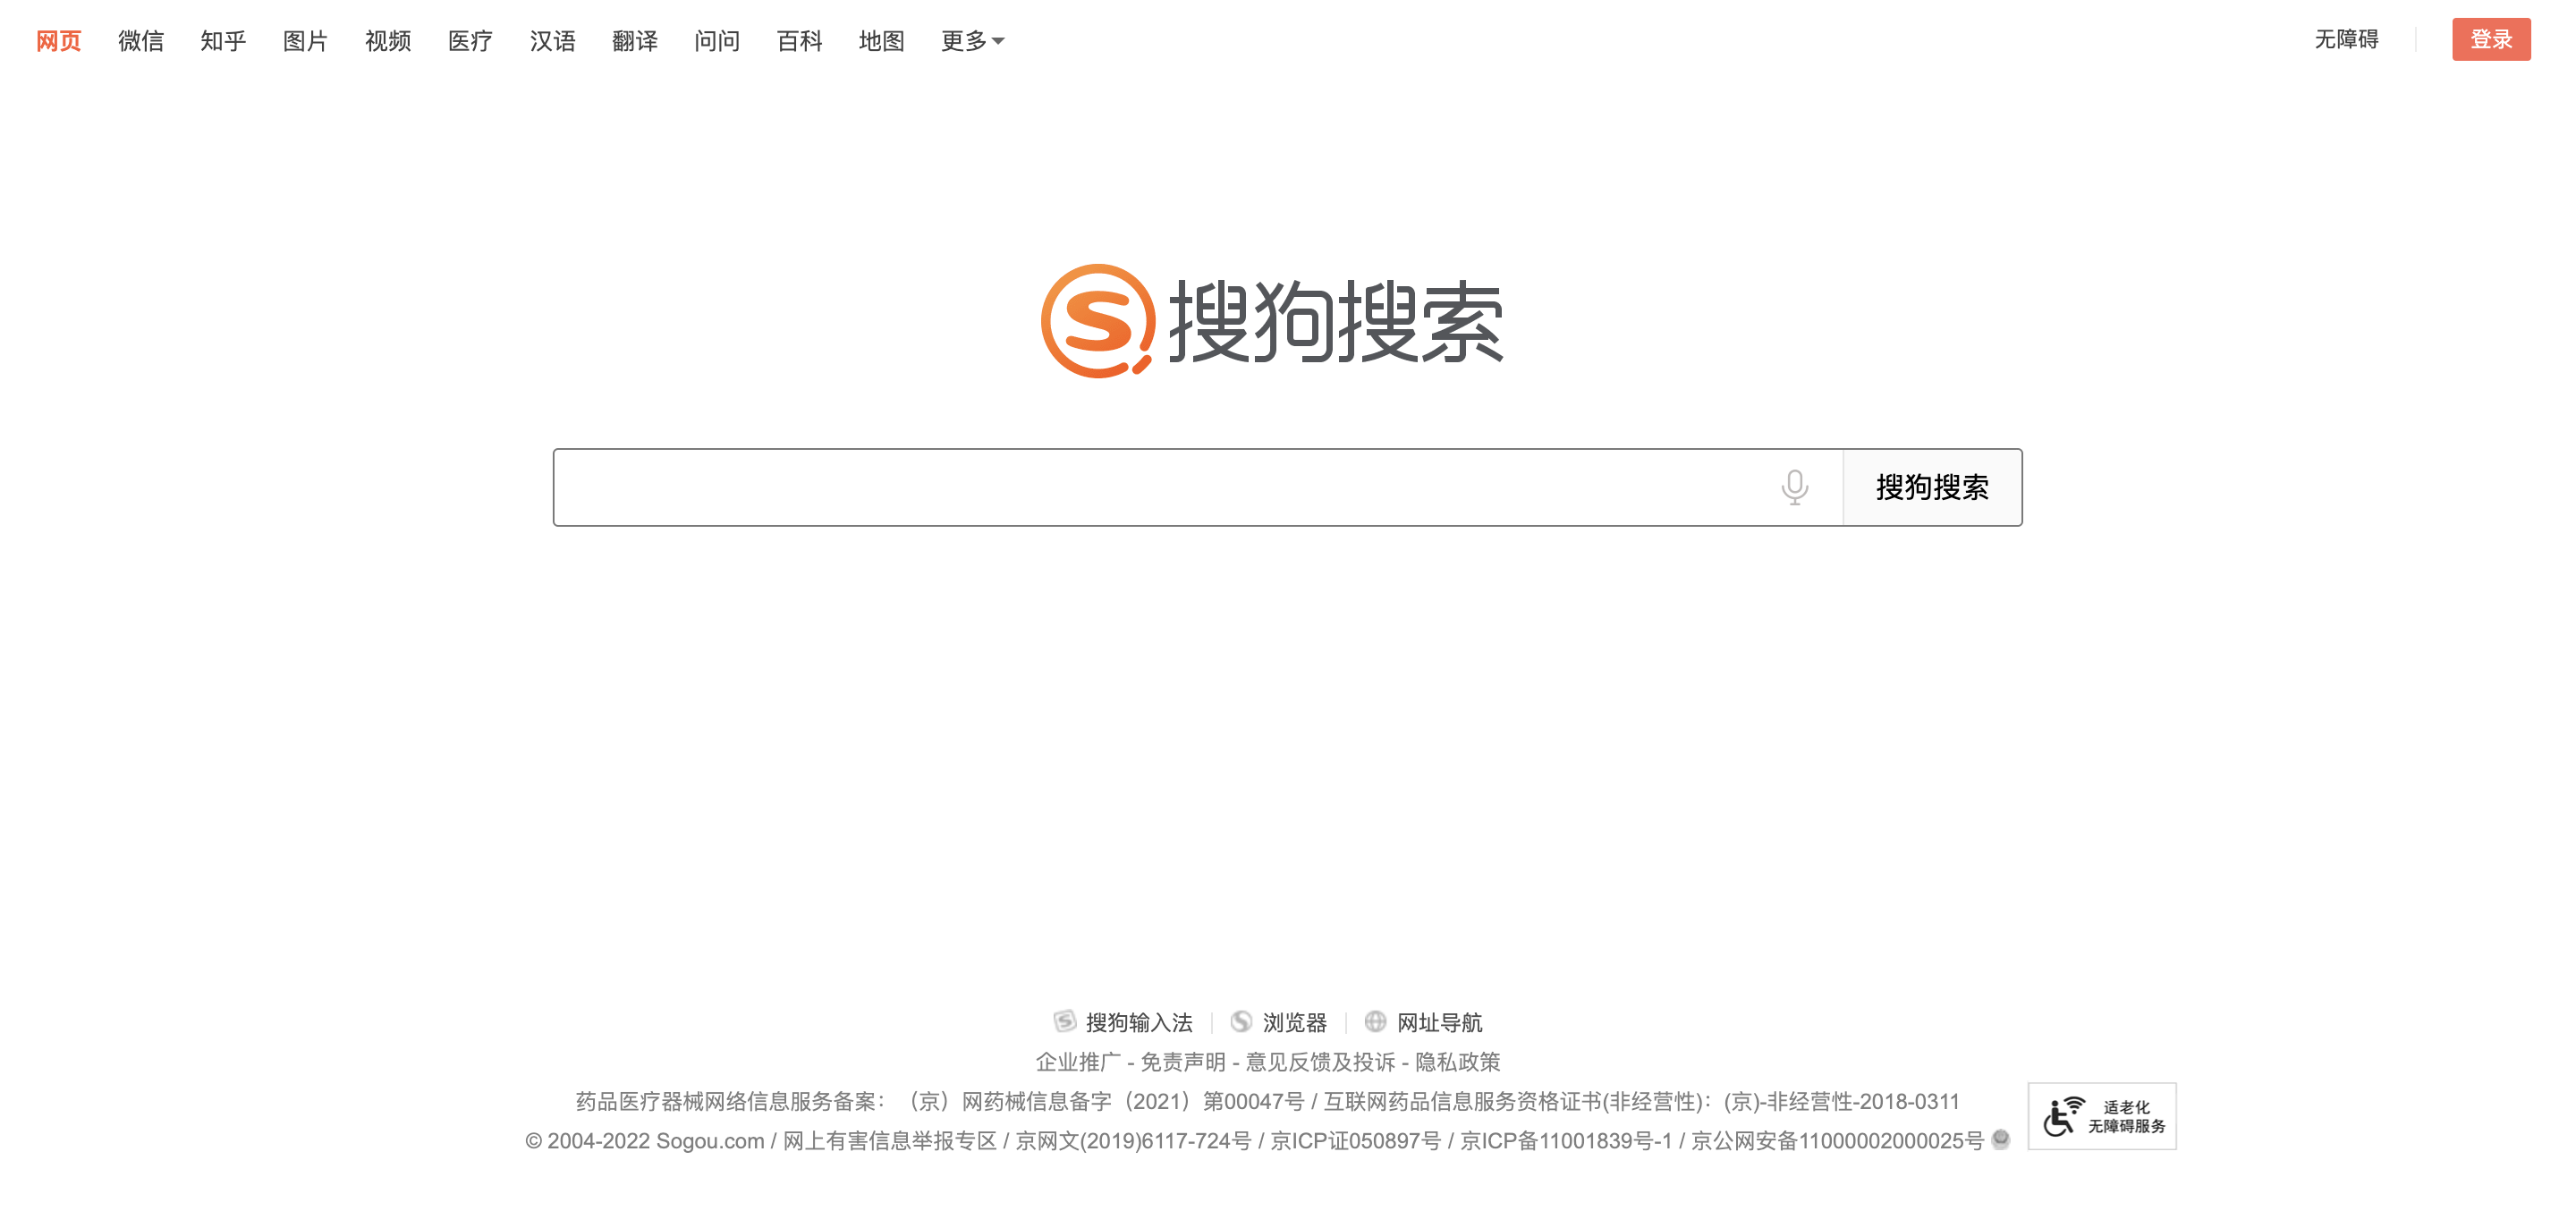 网页 微信 知乎 图片 视频 医疗 汉语 翻译 问问 百科 地图 更多 无障碍 登录
搜狗搜索
搜狗搜索
搜狗输入法 浏览器 网址导航
企业推广 - 免责声明 - 意见反馈及投诉 - 隐私政策
药品医疗器械网络信息服务备案：（京）网药械信息备字（2021）第00047号 / 互联网药品信息服务资格证书(非经营性)：(京)-非经营性-2018-0311
© 2004-2022 Sogou.com / 网上有害信息举报专区 / 京网文(2019)6117-724号 / 京ICP证050897号 / 京ICP备11001839号-1 / 京公网安备11000002000025号
适老化
无障碍服务